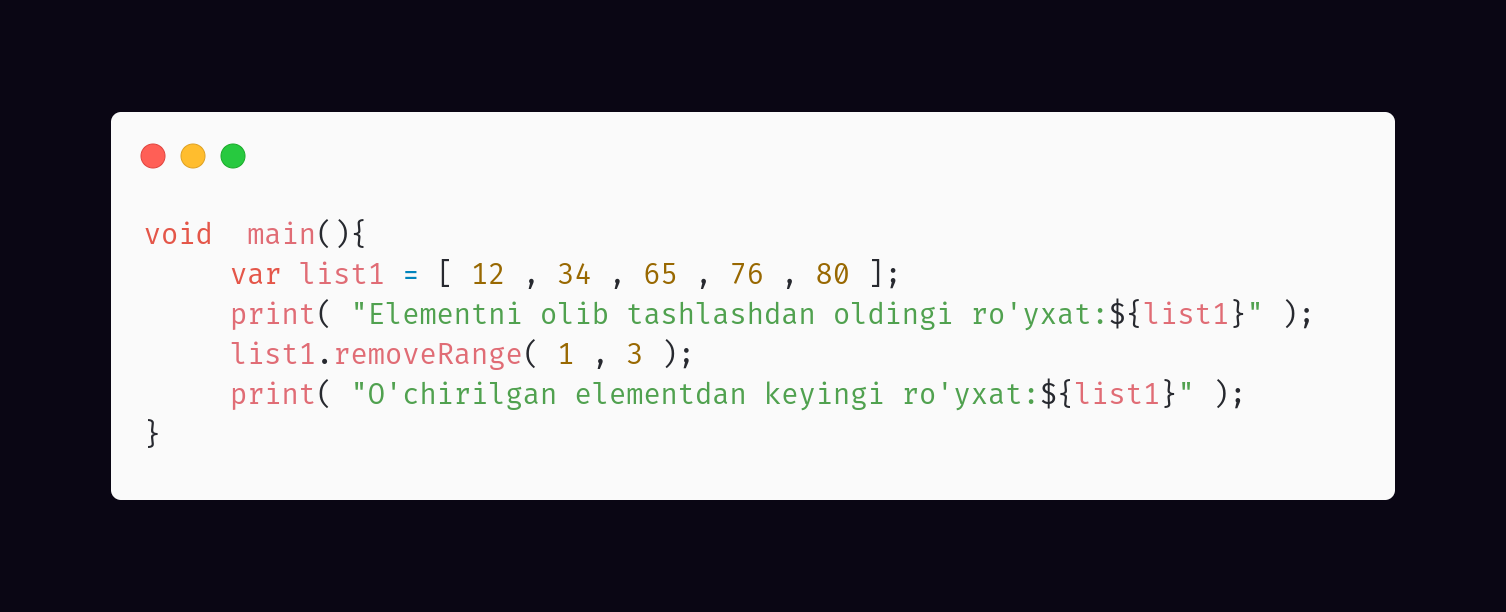 void  main(){
     var list1 = [ 12 , 34 , 65 , 76 , 80 ];
     print( "Elementni olib tashlashdan oldingi ro'yxat:${list1}" );
     list1.removeRange( 1 , 3 );
     print( "O'chirilgan elementdan keyingi ro'yxat:${list1}" );
}